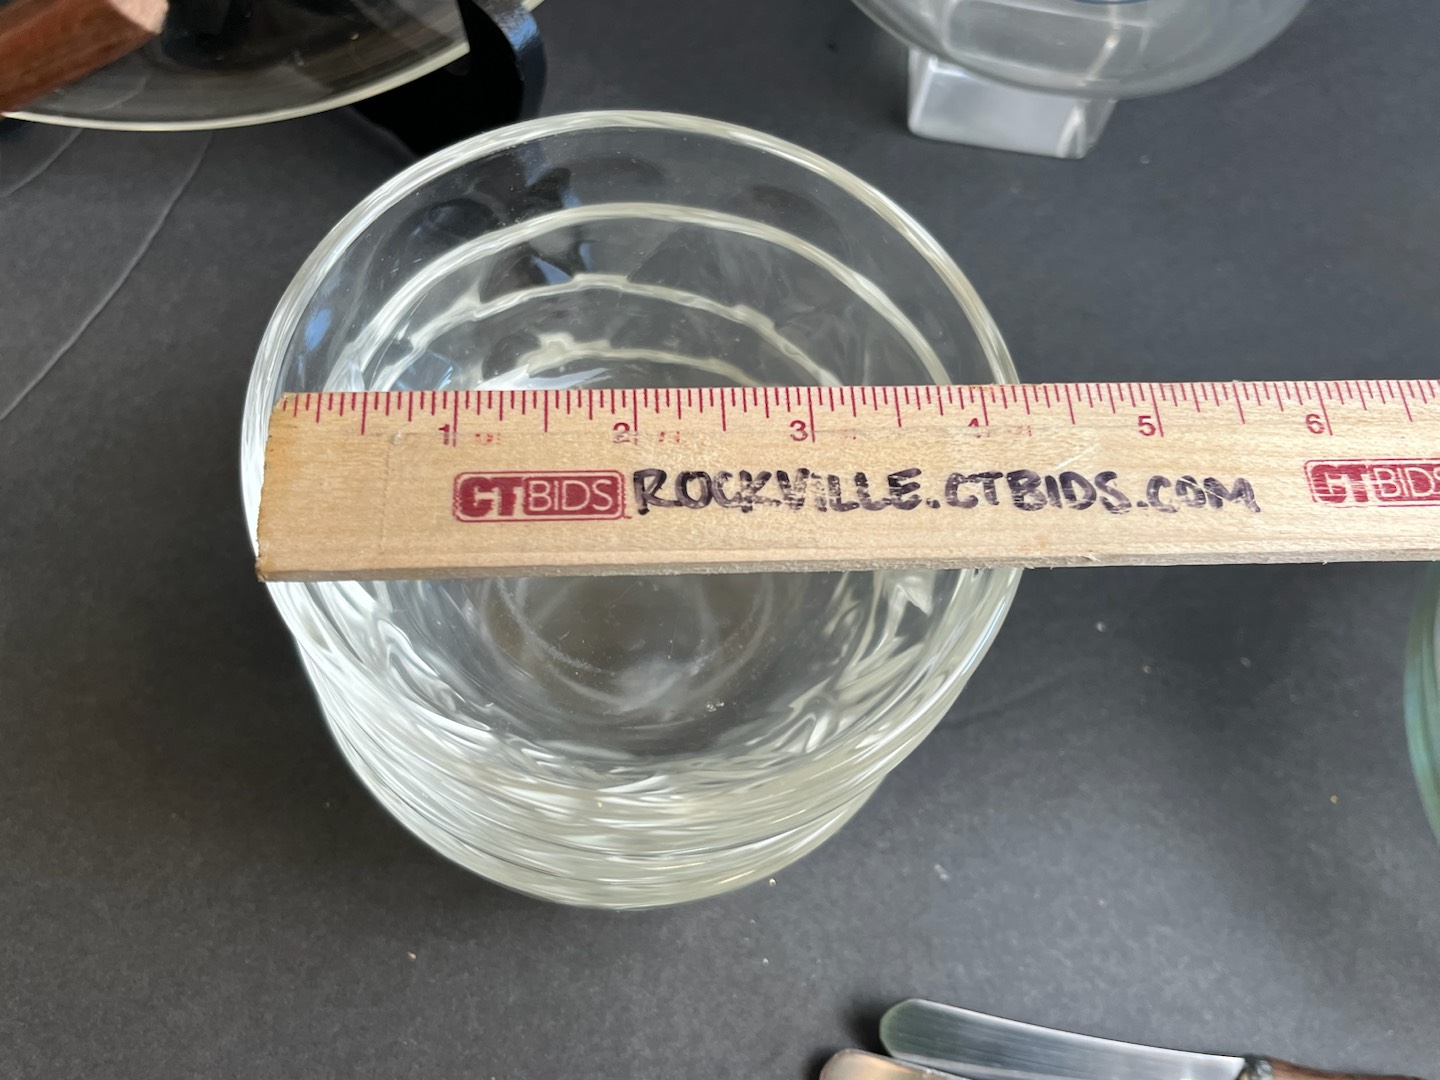 1 2 3 4 5 6
CTBIDS ROCKVILLE.CTBIDS.COM CTBIDS